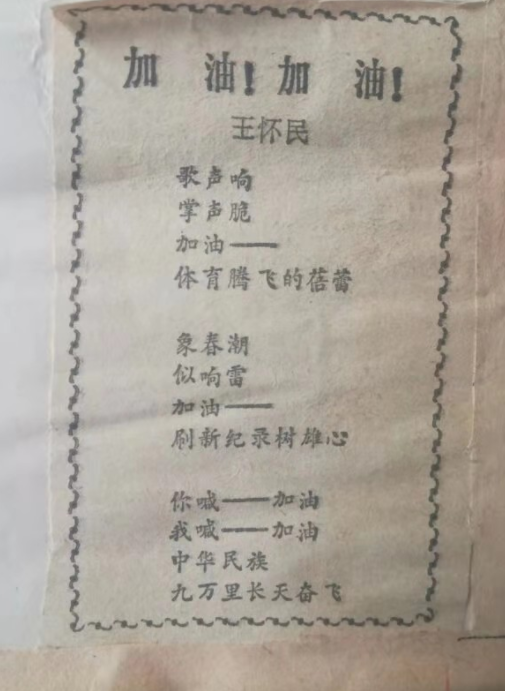 加油!加油!
王怀民
歌声响
掌声脆
加油——
体育腾飞的蓓蕾
象春潮
似响雷
加油——
刷新纪录树雄心
你喊——加油
我喊——加油
中华民族
九万里长天奋飞